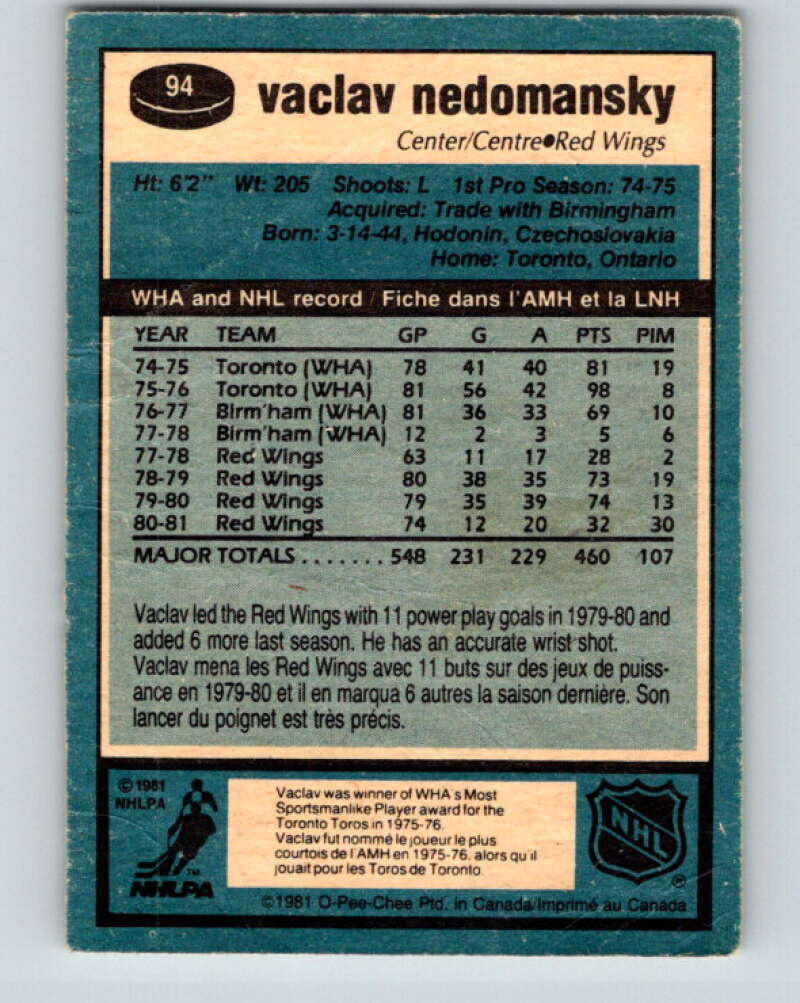 94
vaclav nedomansky
Center/Centre●Red Wings
Ht: 6'2" Wt: 205 Shoots: L 1st Pro Season: 74-75
Acquired: Trade with Birmingham
Born: 3-14-44, Hodonin, Czechoslovakia
Home: Toronto, Ontario
WHA and NHL record / Fiche dans l'AMH et la LNH
YEAR TEAM GP G A PTS PIM
74-75 Toronto (WHA) 78 41 40 81 19
75-76 Toronto (WHA) 81 56 42 98 8
76-77 Birm'ham (WHA) 81 36 33 69 10
77-78 Birm'ham (WHA) 12 2 3 5 6
77-78 Red Wings 63 11 17 28 2
78-79 Red Wings 80 38 35 73 19
79-80 Red Wings 79 35 39 74 13
80-81 Red Wings 74 12 20 32 30
MAJOR TOTALS ....... 548 231 229 460 107
Vaclav led the Red Wings with 11 power play goals in 1979-80 and
added 6 more last season. He has an accurate wrist shot.
Vaclav mena les Red Wings avec 11 buts sur des jeux de puiss-
ance en 1979-80 et il en marqua 6 autres la saison dernière. Son
lancer du poignet est très précis.
© 1981
NHLPA
TM
NHLPA
Vaclav was winner of WHA's Most
Sportsmanlike Player award for the
Toronto Toros in 1975-76.
Vaclav fut nommé le joueur le plus
courtois de l'AMH en 1975-76, alors qu'il
jouait pour les Toros de Toronto.
NHL
®
©1981 O-Pee-Chee Ptd. in Canada/Imprimé au Canada